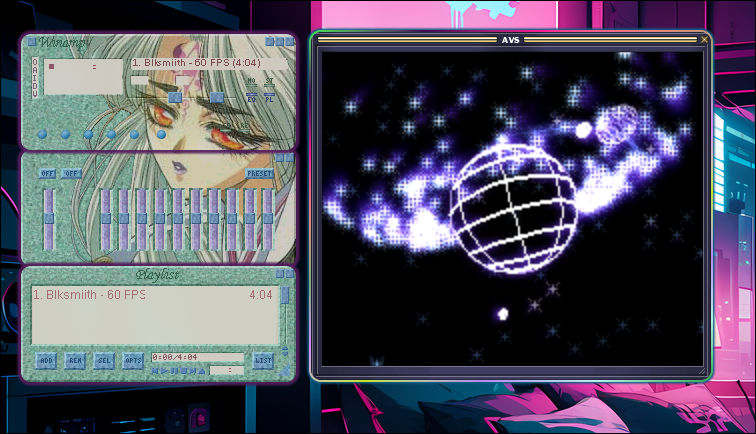 Winamp
AVS
O
A
I
D
V
1. Blksmiith - 60 FPS (4:04)
MO ST
EQ PL
OFF OFF PRESET
Playlist
1. Blksmiith - 60 FPS 4:04
ADD REM SEL OPTS 0:00/4:04 LIST